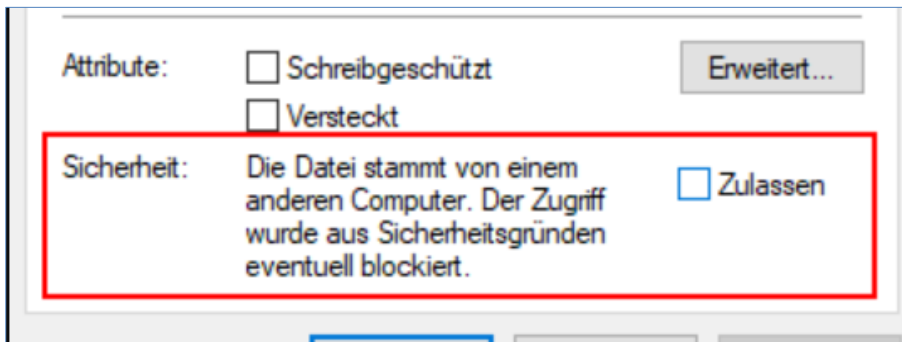 Attribute: Schreibgeschützt Erweitert...
Versteckt
Sicherheit: Die Datei stammt von einem
anderen Computer. Der Zugriff
wurde aus Sicherheitsgründen
eventuell blockiert.
Zulassen